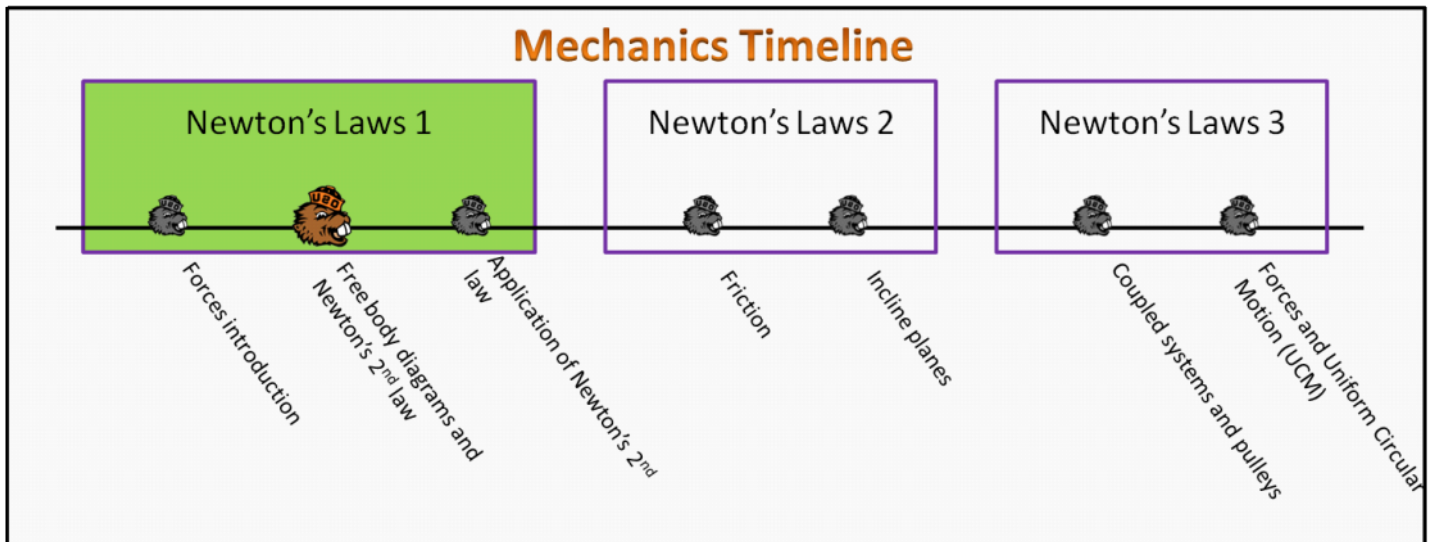 Mechanics Timeline
Newton's Laws 1
Newton's Laws 2
Newton's Laws 3
OSU
Forces introduction
Free body diagrams and
Newton's 2nd law
Application of Newton's 2nd
law
Friction
Incline planes
Coupled systems and pulleys
Forces and Uniform Circular
Motion (UCM)